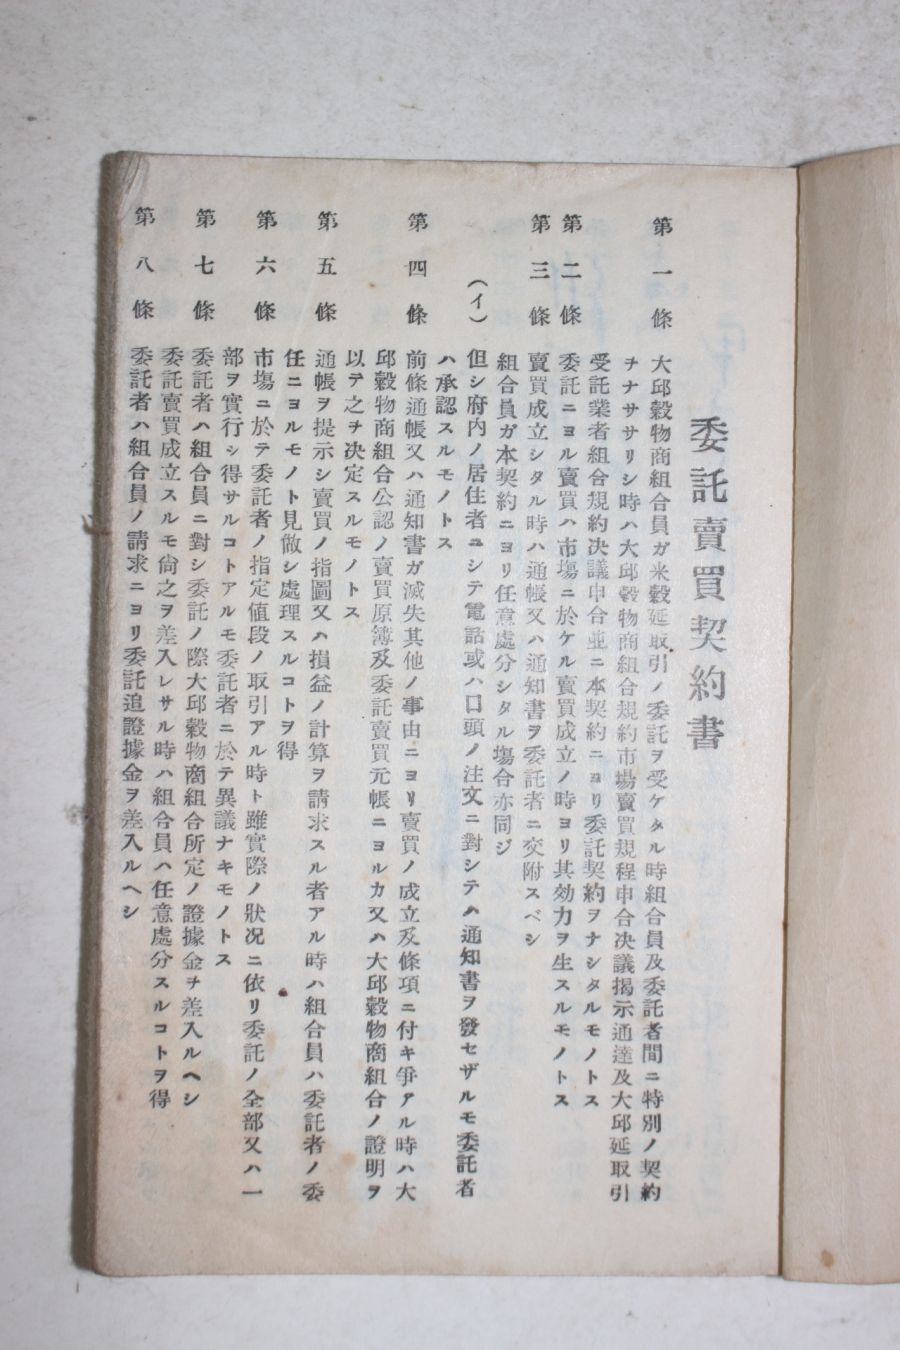 委託賣買契約書
第一條 大邱穀物商組合員ガ米穀延取引ノ委託ヲ受ケタル時組合員及委託者間ニ特別ノ契約
チナササリシ時ハ大邱穀物商組合規約市場賣買規程申合決議揭示通達及大邱延取引
受託業者組合規約決議申合並ニ本契約ニヨリ委託契約ヲナシタルモノトス
第二條 委託ニヨル賣買ハ市塲ニ於ケル賣買成立ノ時ヨリ其効力ヲ生スルモノトス
第三條 賣買成立シタル時ハ通帳又ハ通知書ヲ委託者ニ交附スベシ
組合員ガ本契約ニヨリ任意處分シタル塲合亦同ジ
(イ) 但シ府内ノ居住者ユシテ電話或ハ口頭ノ注文ニ對シテハ通知書ヲ發セザルモ委託者
ハ承認スルモノトス
第四條 前條通帳又ハ通知書ガ滅失其他ノ事由ニヨリ賣買ノ成立及條項ニ付キ爭アル時ハ大
邱穀物商組合公認ノ賣買原簿及委託賣買元帳ニヨルカ又ハ大邱穀物商組合ノ證明ヲ
以テ之チ决定スルモノトス
第五條 通帳ヲ提示シ賣買ノ指圖又ハ損益ノ計算ヲ請求スル者アル時ハ組合員ハ委託者ノ委
任ニヨルモノト見做シ處理スルコトヲ得
第六條 市塲ニ於テ委託者ノ指定値段ノ取引アル時ト雖實際ノ狀况ニ依リ委託ノ全部又ハ一
部ヲ實行シ得サルコトアルモ委託者ニ於テ異議ナキモノトス
第七條 委託者ハ組合員ニ對シ委託ノ際大邱穀物商組合所定ノ證據金チ差入ルヘシ
委託賣買成立スルモ尙之ヲ差入レサル時ハ組合員ハ任意處分スルコトヲ得
第八條 委託者ハ組合員ノ請求ニヨリ委託追證據金ヲ差入ルヘシ